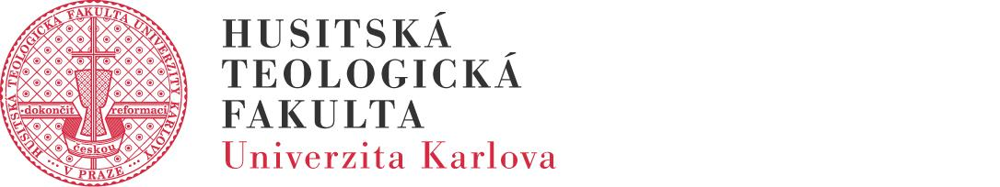 HUSITSKÁ TEOLOGICKÁ FAKULTA UNIVERZITY KARLOVY
... V PRAZE ...
-dokončit reformaci
českou
HUSITSKÁ
TEOLOGICKÁ
FAKULTA
Univerzita Karlova